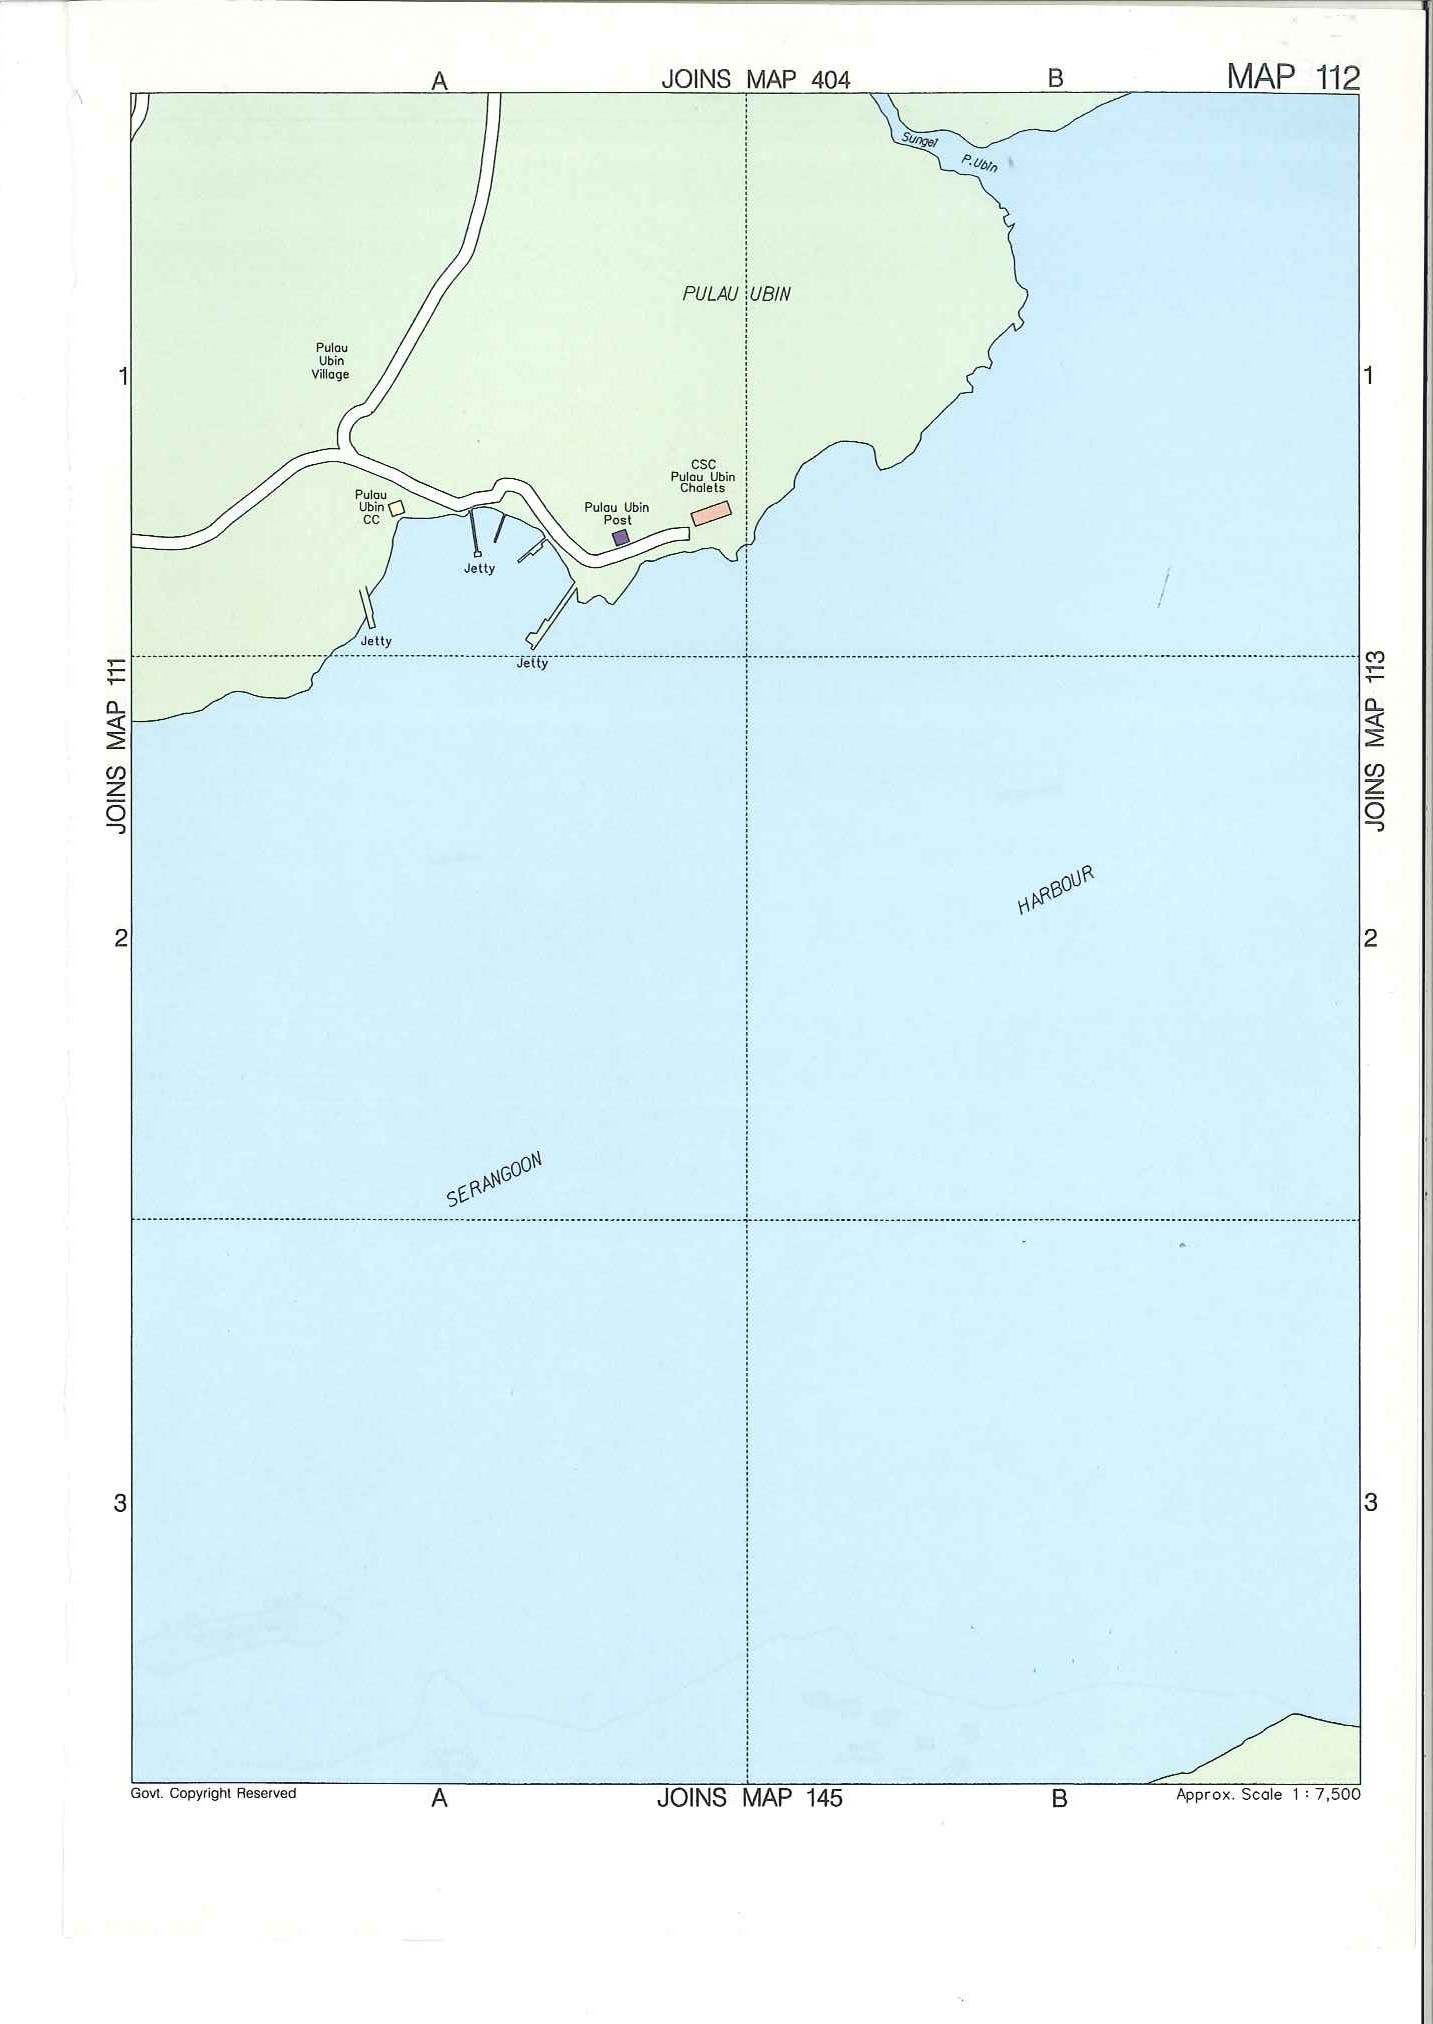 A
JOINS MAP 404
B
MAP 112
Sungei
P.Ubin
PULAU UBIN
Pulau
Ubin
Village
1
1
CSC
Pulau Ubin
Chalets
Pulau
Ubin
CC
Pulau Ubin
Post
Jetty
Jetty
Jetty
JOINS MAP 111
JOINS MAP 113
HARBOUR
2
2
SERANGOON
3
3
Govt. Copyright Reserved
A
JOINS MAP 145
B
Approx. Scale 1 : 7,500